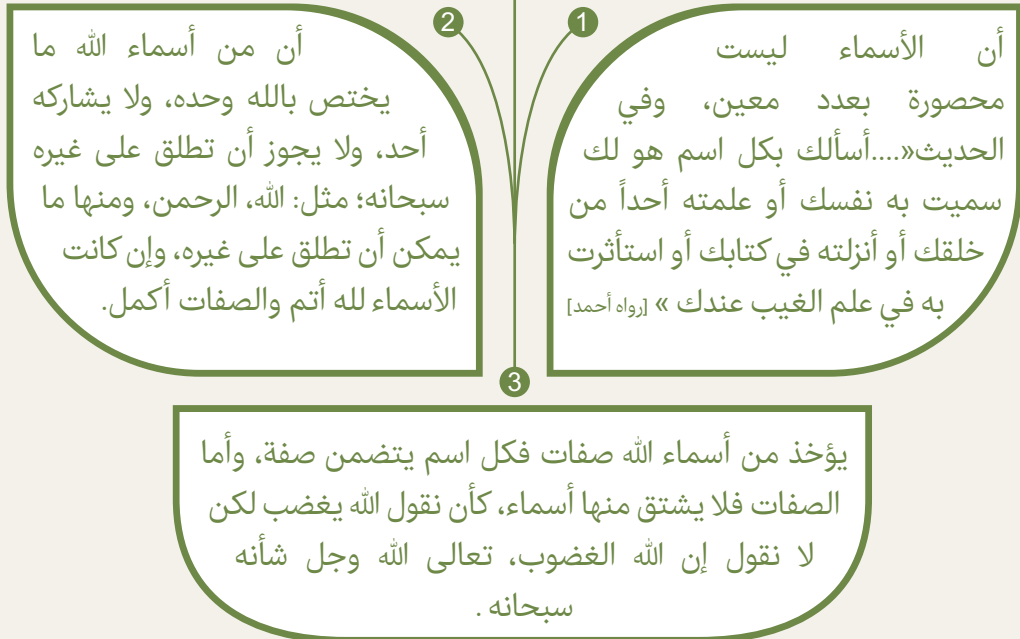 1
أن الأسماء ليست
محصورة بعدد معين، وفي
الحديث«....أسألك بكل اسم هو لك
سميت به نفسك أو علمته أحداً من
خلقك أو أنزلته في كتابك أو استأثرت
به في علم الغيب عندك » [رواه أحمد]
2
أن من أسماء الله ما
يختص بالله وحده، ولا يشاركه
أحد، ولا يجوز أن تطلق على غيره
سبحانه؛ مثل: الله، الرحمن، ومنها ما
يمكن أن تطلق على غيره، وإن كانت
الأسماء لله أتم والصفات أكمل.
3
يؤخذ من أسماء الله صفات فكل اسم يتضمن صفة، وأما
الصفات فلا يشتق منها أسماء، كأن نقول الله يغضب لكن
لا نقول إن الله الغضوب، تعالى الله وجل شأنه
سبحانه .